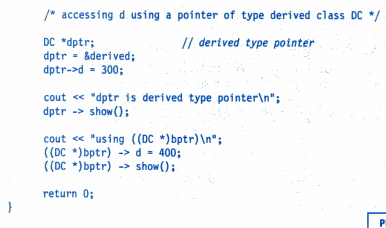 /* accessing d using a pointer of type derived class DC */
DC *dptr; // derived type pointer
dptr = &derived;
dptr->d = 300;
cout << "dptr is derived type pointer\n";
dptr -> show();
cout << "using ((DC *)bptr)\n";
((DC *)bptr) -> d = 400;
((DC *)bptr) -> show();
return 0;
}